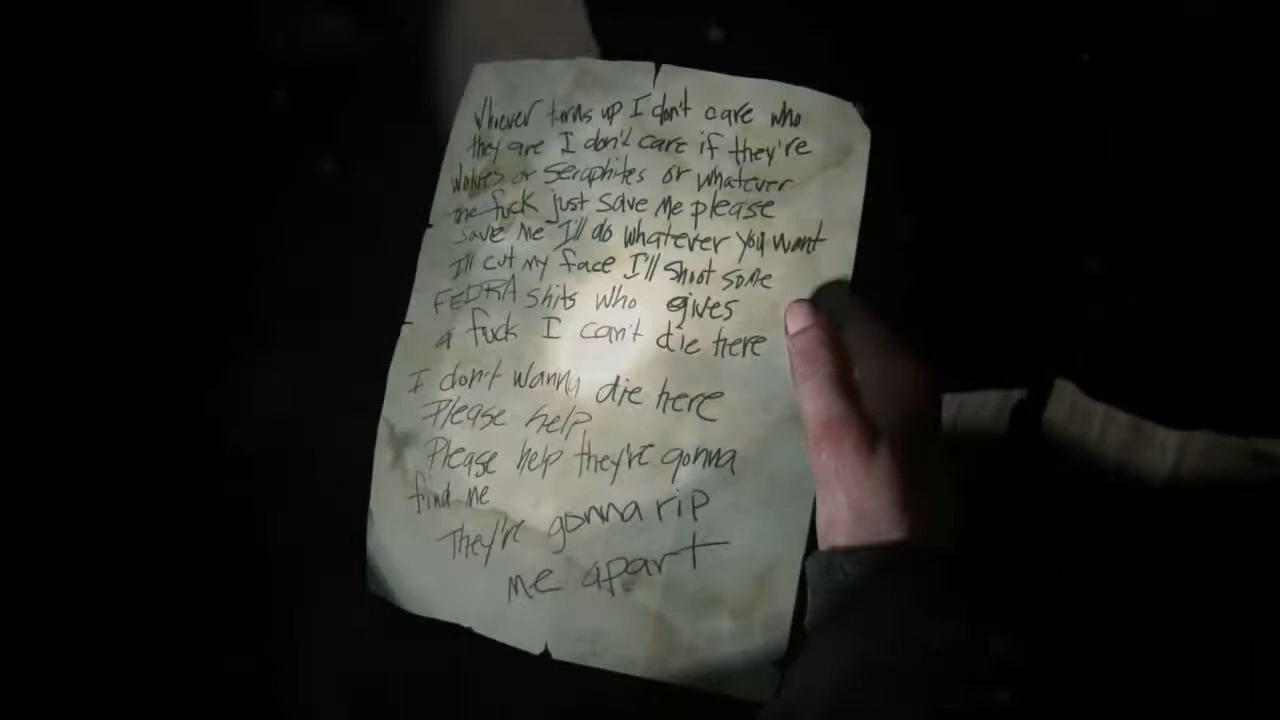 Whoever turns up I don't care who
they are I don't care if they're
Wolves or Seraphites or whatever
the fuck just save me please
save me I'll do whatever you want
I'll cut my face I'll shoot some
FEDRA shits who gives
a fuck I can't die here
I don't wanna die here
Please help
Please help they're gonna
find me
They're gonna rip
me apart